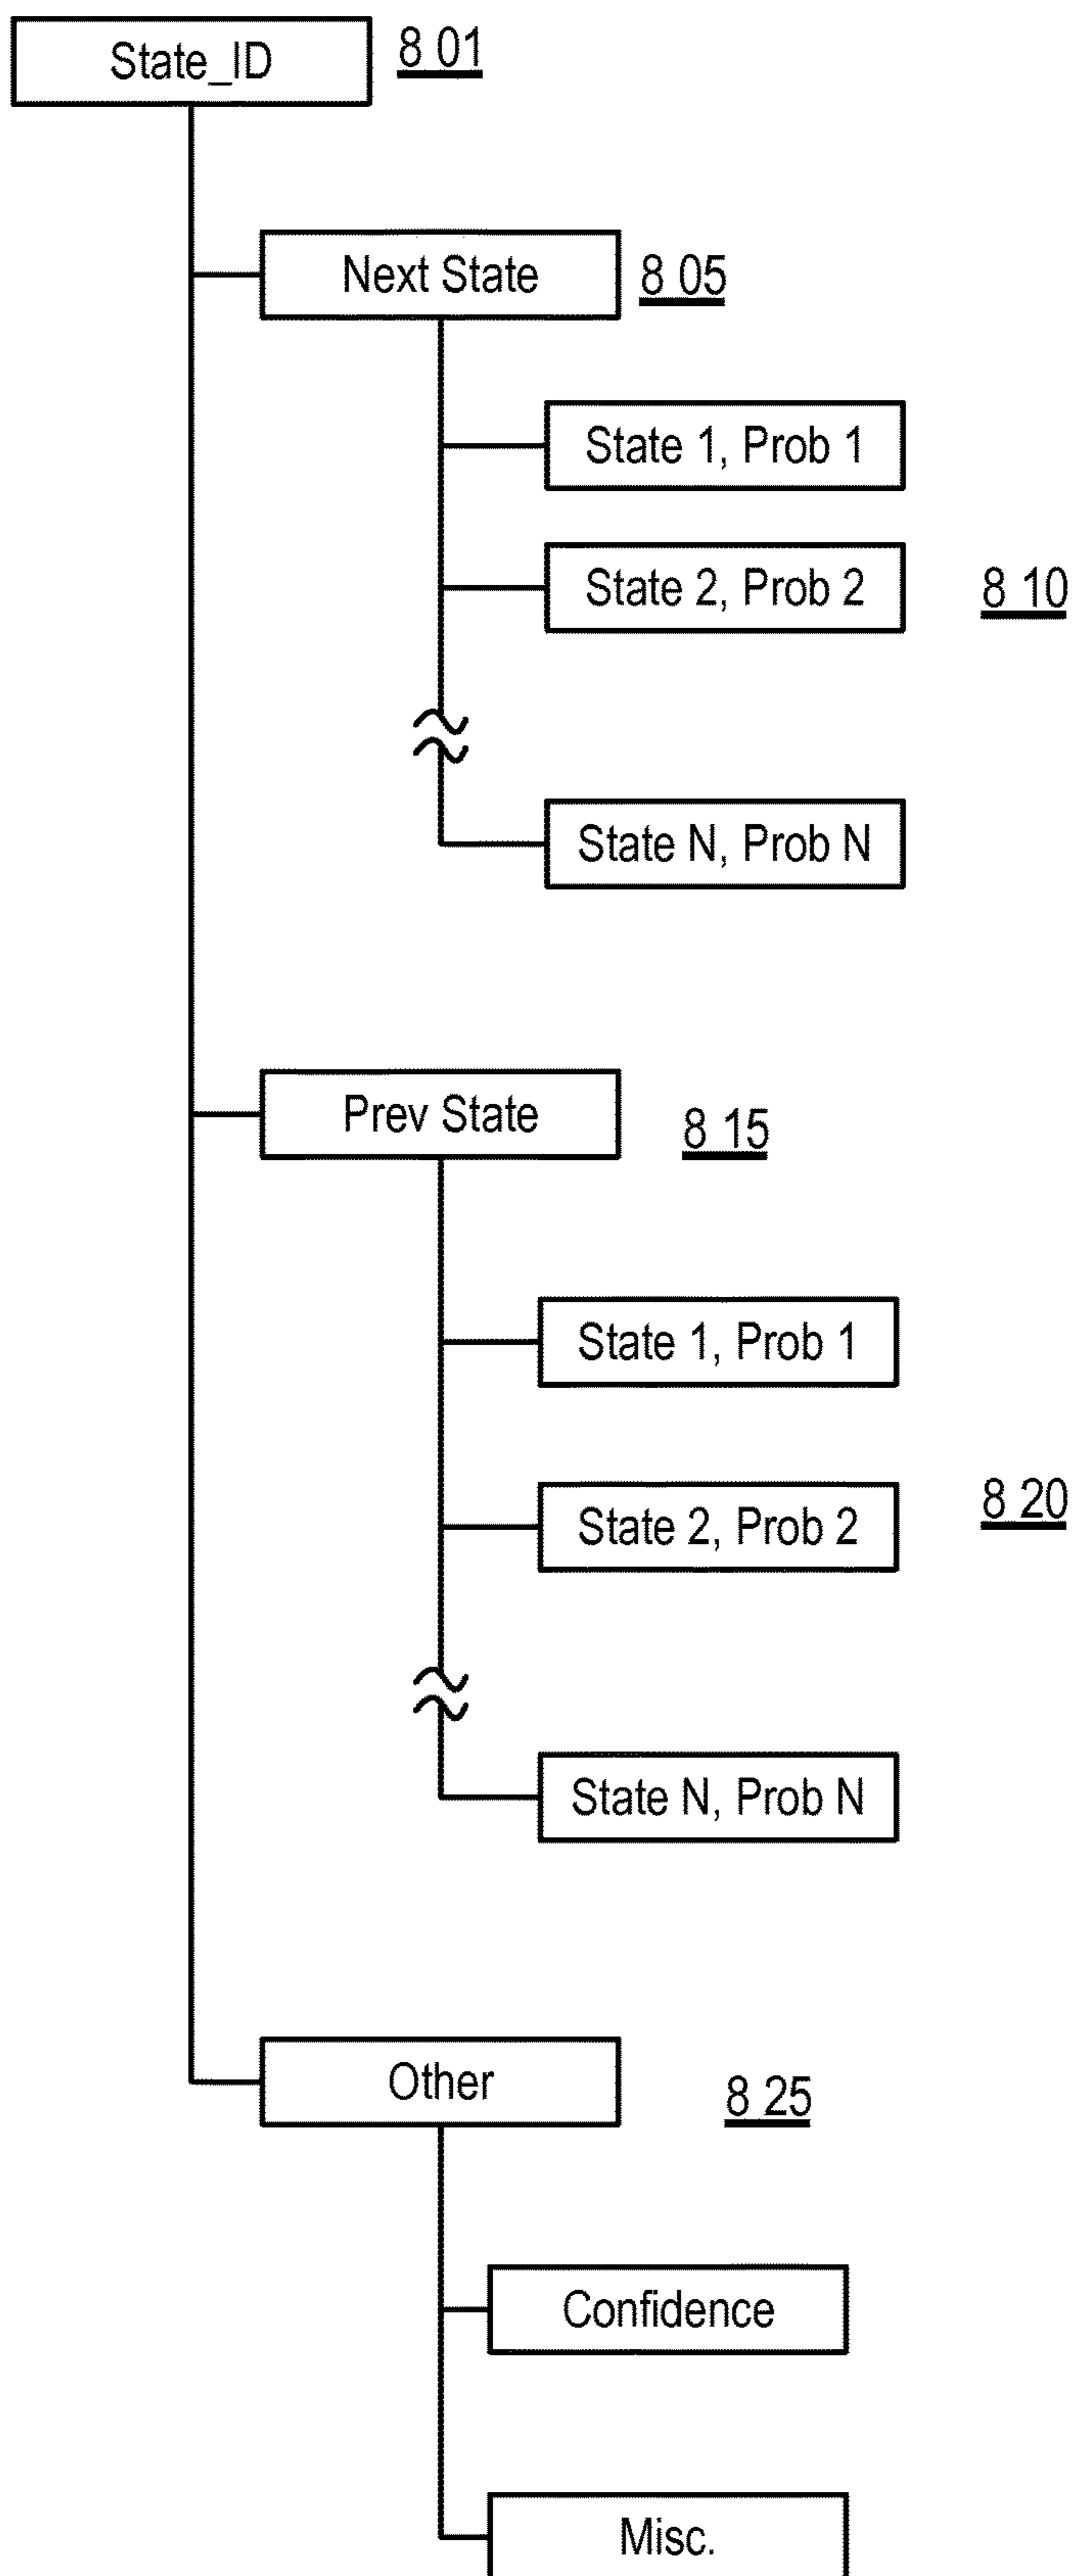 State_ID 8 01
Next State 8 05
State 1, Prob 1
State 2, Prob 2 8 10
State N, Prob N
Prev State 8 15
State 1, Prob 1
State 2, Prob 2 8 20
State N, Prob N
Other 8 25
Confidence
Misc.